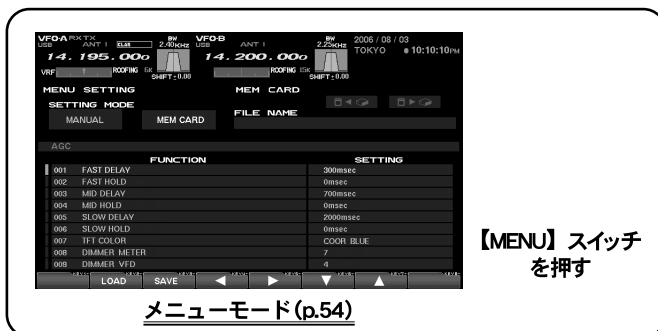 VFO-A RX TX BW VFO-B BW 2006 / 08 / 03
USB ANT 1 2.40KHz USB ANT 1 2.25KHz TOKYO 10:10:10PM
14. 195. 00o 14. 200. 00o
VRF ROOFING 6K ROOFING 15K
SHIFT±0.00 SHIFT±0.00
MENU SETTING MEM CARD
SETTING MODE
MANUAL MEM CARD FILE NAME
AGC
FUNCTION SETTING
001 FAST DELAY 300msec
002 FAST HOLD 0msec
003 MID DELAY 700msec
004 MID HOLD 0msec
005 SLOW DELAY 2000msec
006 SLOW HOLD 0msec
007 TFT COLOR COOR BLUE
008 DIMMER METER 7
009 DIMMER VFD 4
LOAD SAVE ◀ ▶ ▼ ▲
メニューモード(p.54)
【MENU】スイッチ
を押す